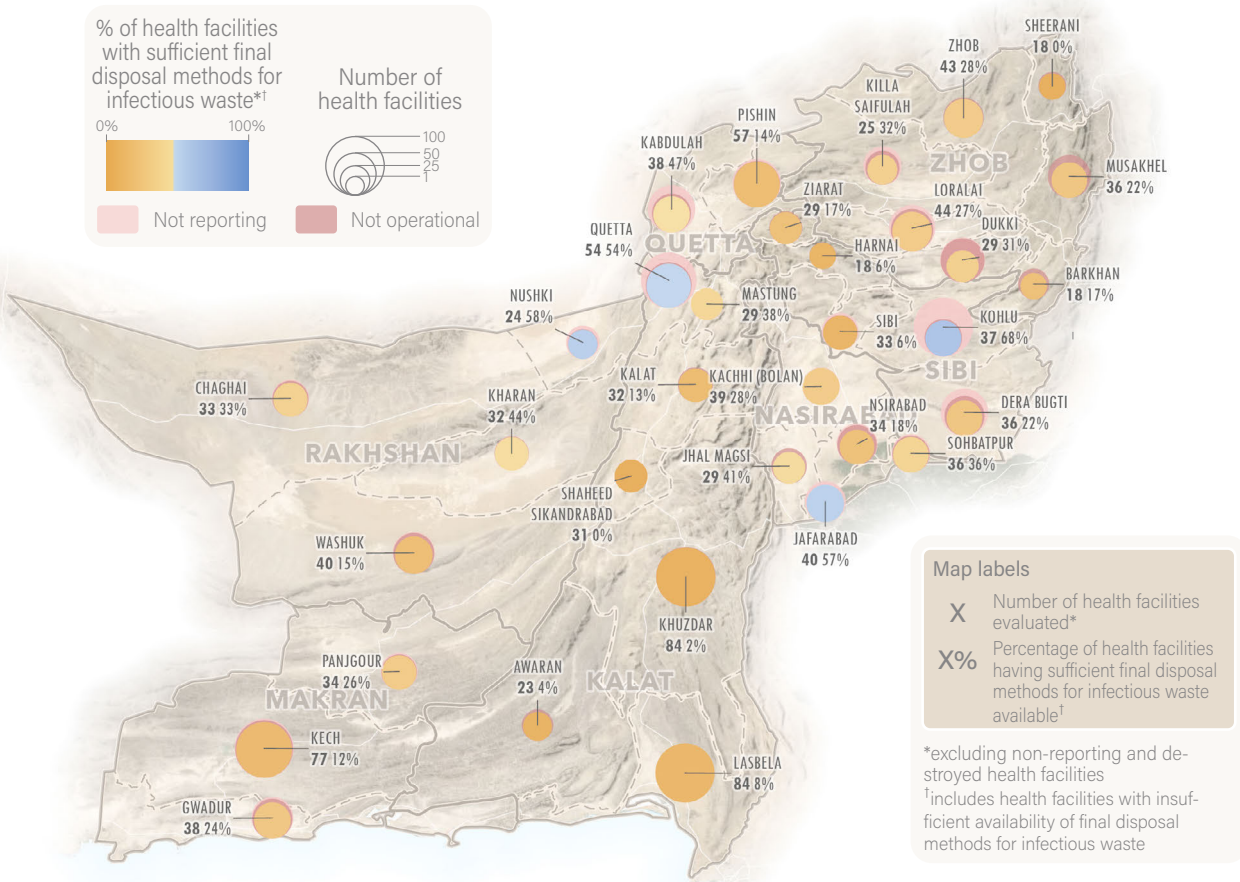 % of health facilities
with sufficient final
disposal methods for
infectious waste*†
0%
100%
Number of
health facilities
100
50
25
1
Not reporting
Not operational
SHEERANI
18 0%
ZHOB
43 28%
KILLA
SAIFULAH
25 32%
PISHIN
57 14%
KABDULAH
38 47%
ZHOB
MUSAKHEL
36 22%
ZIARAT
29 17%
LORALAI
44 27%
DUKKI
29 31%
QUETTA
54 54%
QUETTA
HARNAI
18 6%
BARKHAN
18 17%
NUSHKI
24 58%
MASTUNG
29 38%
SIBI
33 6%
KOHLU
37 68%
SIBI
CHAGHAI
33 33%
KHARAN
32 44%
KALAT
32 13%
KACHHI (BOLAN)
39 28%
NASIRABAD
NSIRABAD
34 18%
DERA BUGTI
36 22%
SOHBATPUR
36 36%
RAKHSHAN
JHAL MAGSI
29 41%
SHAHEED
SIKANDRABAD
31 0%
WASHUK
40 15%
JAFARABAD
40 57%
KHUZDAR
84 2%
PANJGOUR
34 26%
MAKRAN
AWARAN
23 4%
KALAT
KECH
77 12%
LASBELA
84 8%
GWADUR
38 24%
Map labels
X
Number of health facilities
evaluated*
X%
Percentage of health facilities
having sufficient final disposal
methods for infectious waste
available†
*excluding non-reporting and de-
stroyed health facilities
†includes health facilities with insuf-
ficient availability of final disposal
methods for infectious waste